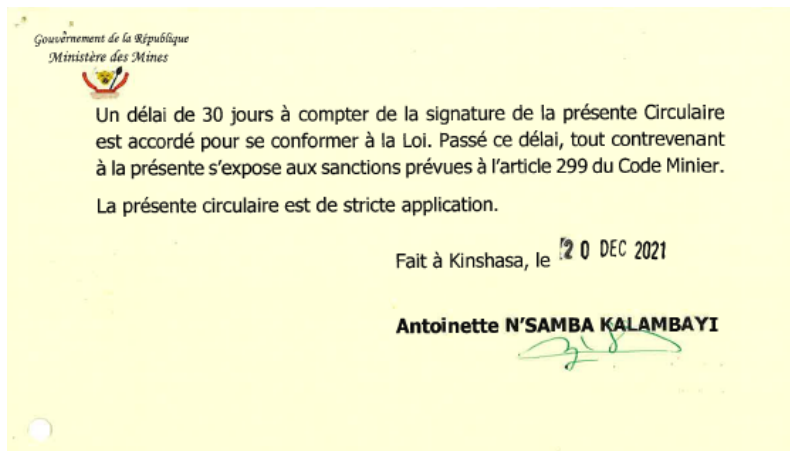 Gouvernement de la République
Ministère des Mines
Un délai de 30 jours à compter de la signature de la présente Circulaire
est accordé pour se conformer à la Loi. Passé ce délai, tout contrevenant
à la présente s'expose aux sanctions prévues à l'article 299 du Code Minier.
La présente circulaire est de stricte application.
Fait à Kinshasa, le 20 DEC 2021
Antoinette N'SAMBA KALAMBAYI